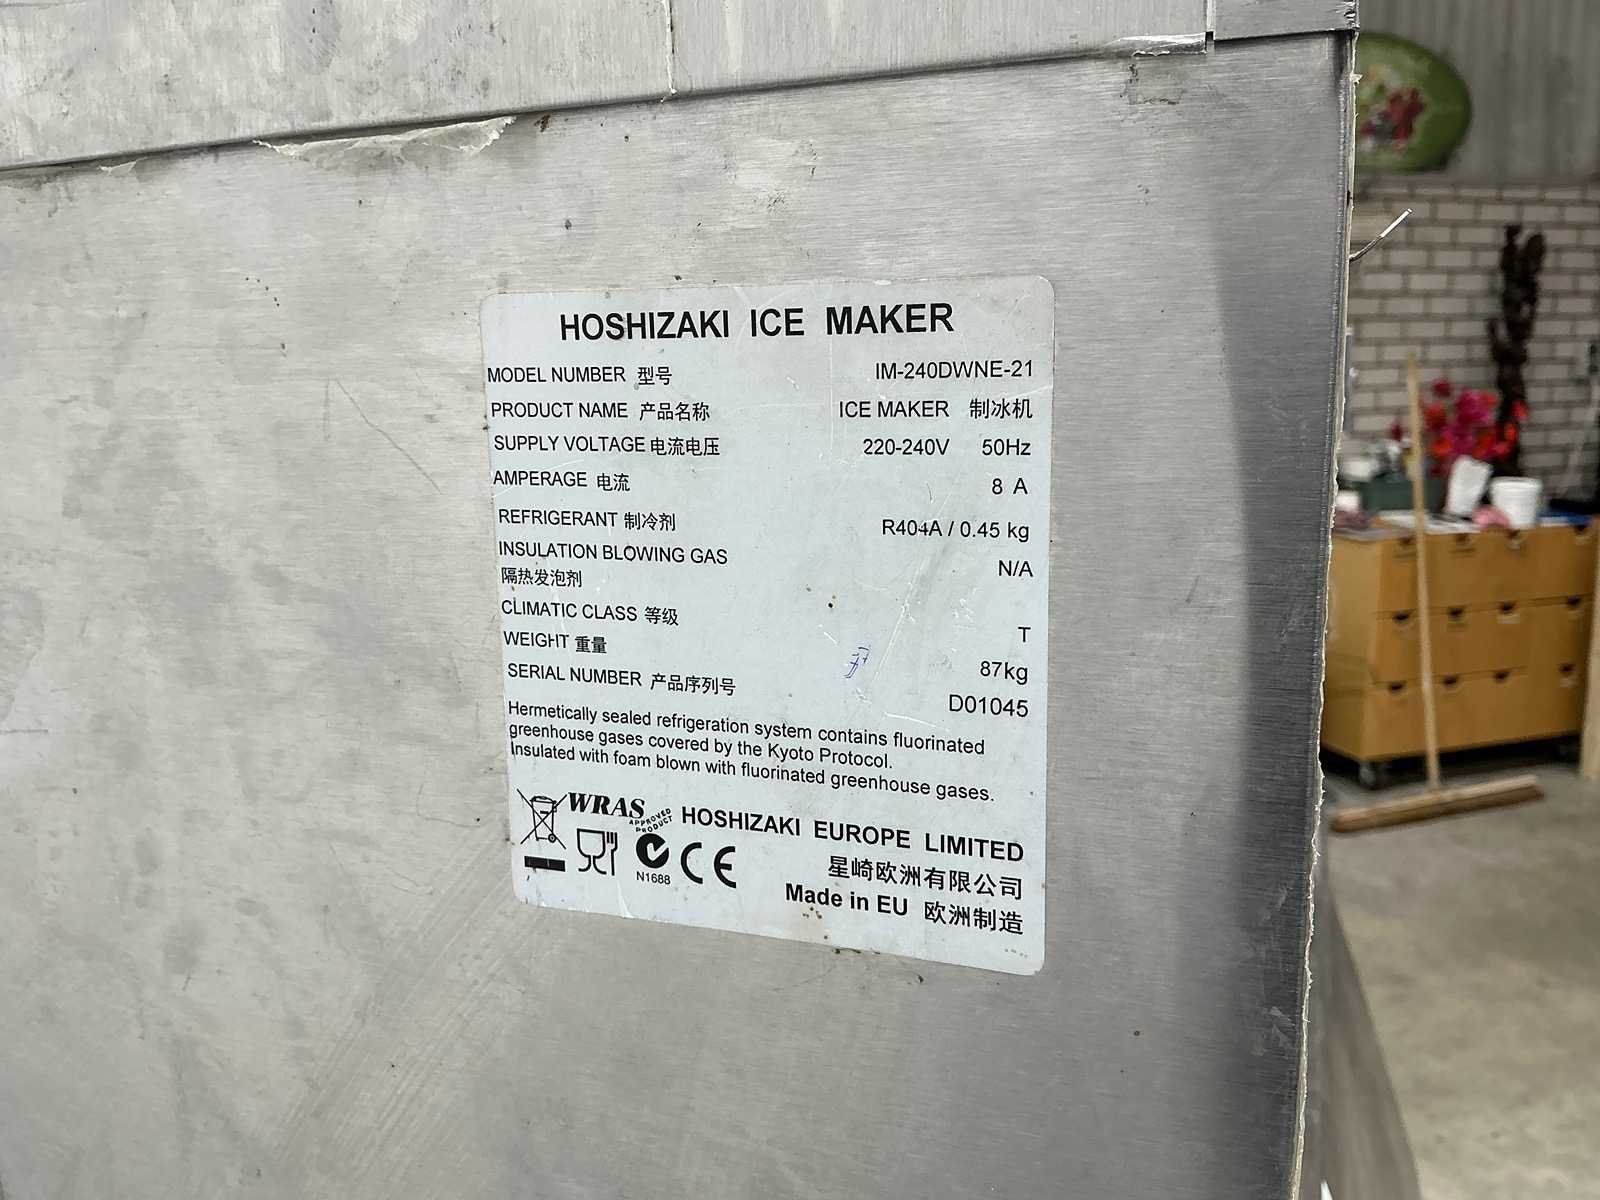 HOSHIZAKI ICE MAKER
MODEL NUMBER 型号 IM-240DWNE-21
PRODUCT NAME 产品名称 ICE MAKER 制冰机
SUPPLY VOLTAGE 电流电压 220-240V 50Hz
AMPERAGE 电流 8 A
REFRIGERANT 制冷剂 R404A / 0.45 kg
INSULATION BLOWING GAS N/A
隔热发泡剂
CLIMATIC CLASS 等级 T
WEIGHT 重量 87kg
SERIAL NUMBER 产品序列号 D01045
Hermetically sealed refrigeration system contains fluorinated
greenhouse gases covered by the Kyoto Protocol.
Insulated with foam blown with fluorinated greenhouse gases.
WRAS APPROVED PRODUCT
HOSHIZAKI EUROPE LIMITED
N1688 CE
星崎欧洲有限公司
Made in EU 欧洲制造